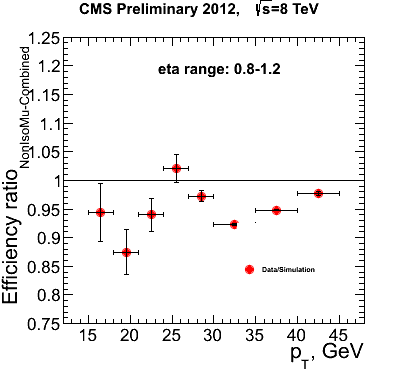 CMS Preliminary 2012, √s=8 TeV
eta range: 0.8-1.2
Efficiency ratio NonIsoMu-Combined
1.25
1.2
1.15
1.1
1.05
1
0.95
0.9
0.85
0.8
0.75
Data/Simulation
15 20 25 30 35 40 45
p_T, GeV